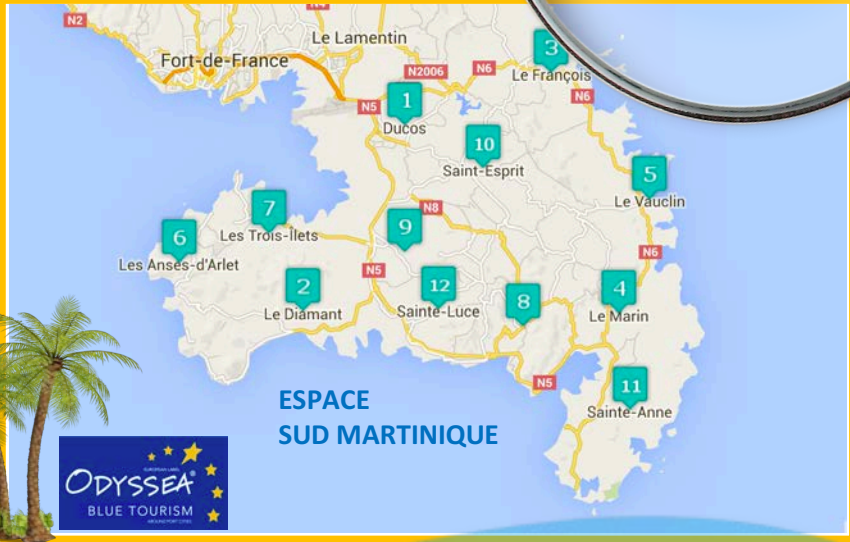 N4
N2
Le Lamentin
Fort-de-France
3
N2006
N6
Le François
N5
1
N6
Ducos
10
Saint-Esprit
5
Le Vauclin
7
N8
6
Les Trois-Îlets
9
N6
Les Anses-d'Arlet
N5
2
12
8
4
Le Diamant
Sainte-Luce
Le Marin
N5
11
Sainte-Anne
ESPACE
SUD MARTINIQUE
EUROPEAN LABEL
ODYSSEA®
BLUE TOURISM
AROUND PORT CITIES